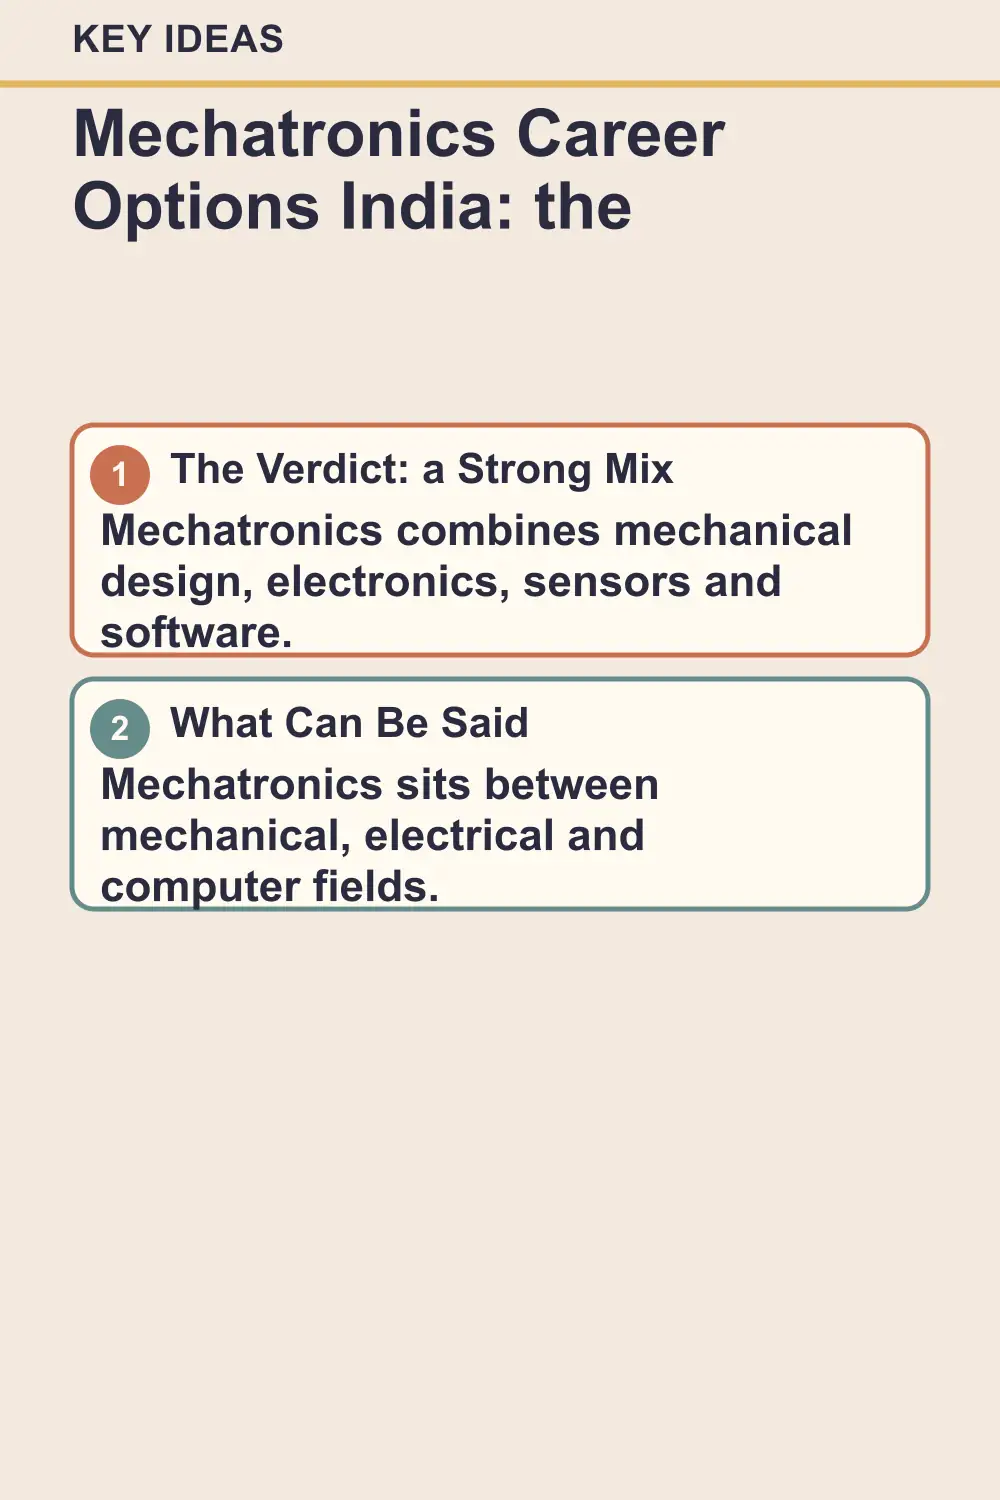 KEY IDEAS
Mechatronics Career
Options India: the
1 The Verdict: a Strong Mix
Mechatronics combines mechanical
design, electronics, sensors and
software.
2 What Can Be Said
Mechatronics sits between
mechanical, electrical and
computer fields.